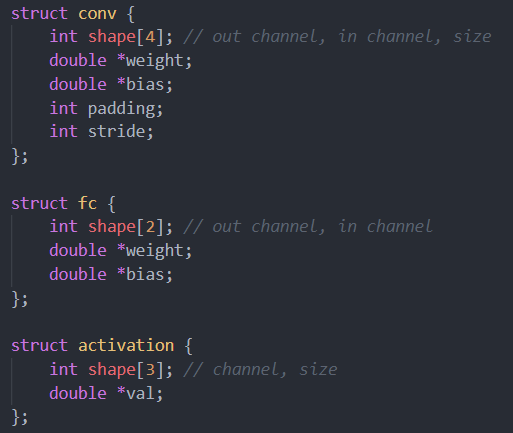 struct conv {
    int shape[4]; // out channel, in channel, size
    double *weight;
    double *bias;
    int padding;
    int stride;
};

struct fc {
    int shape[2]; // out channel, in channel
    double *weight;
    double *bias;
};

struct activation {
    int shape[3]; // channel, size
    double *val;
};